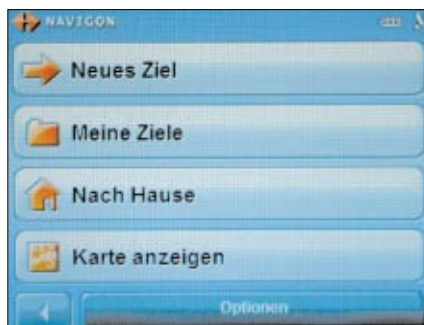 NAVIGON
Neues Ziel
Meine Ziele
Nach Hause
Karte anzeigen
Optionen